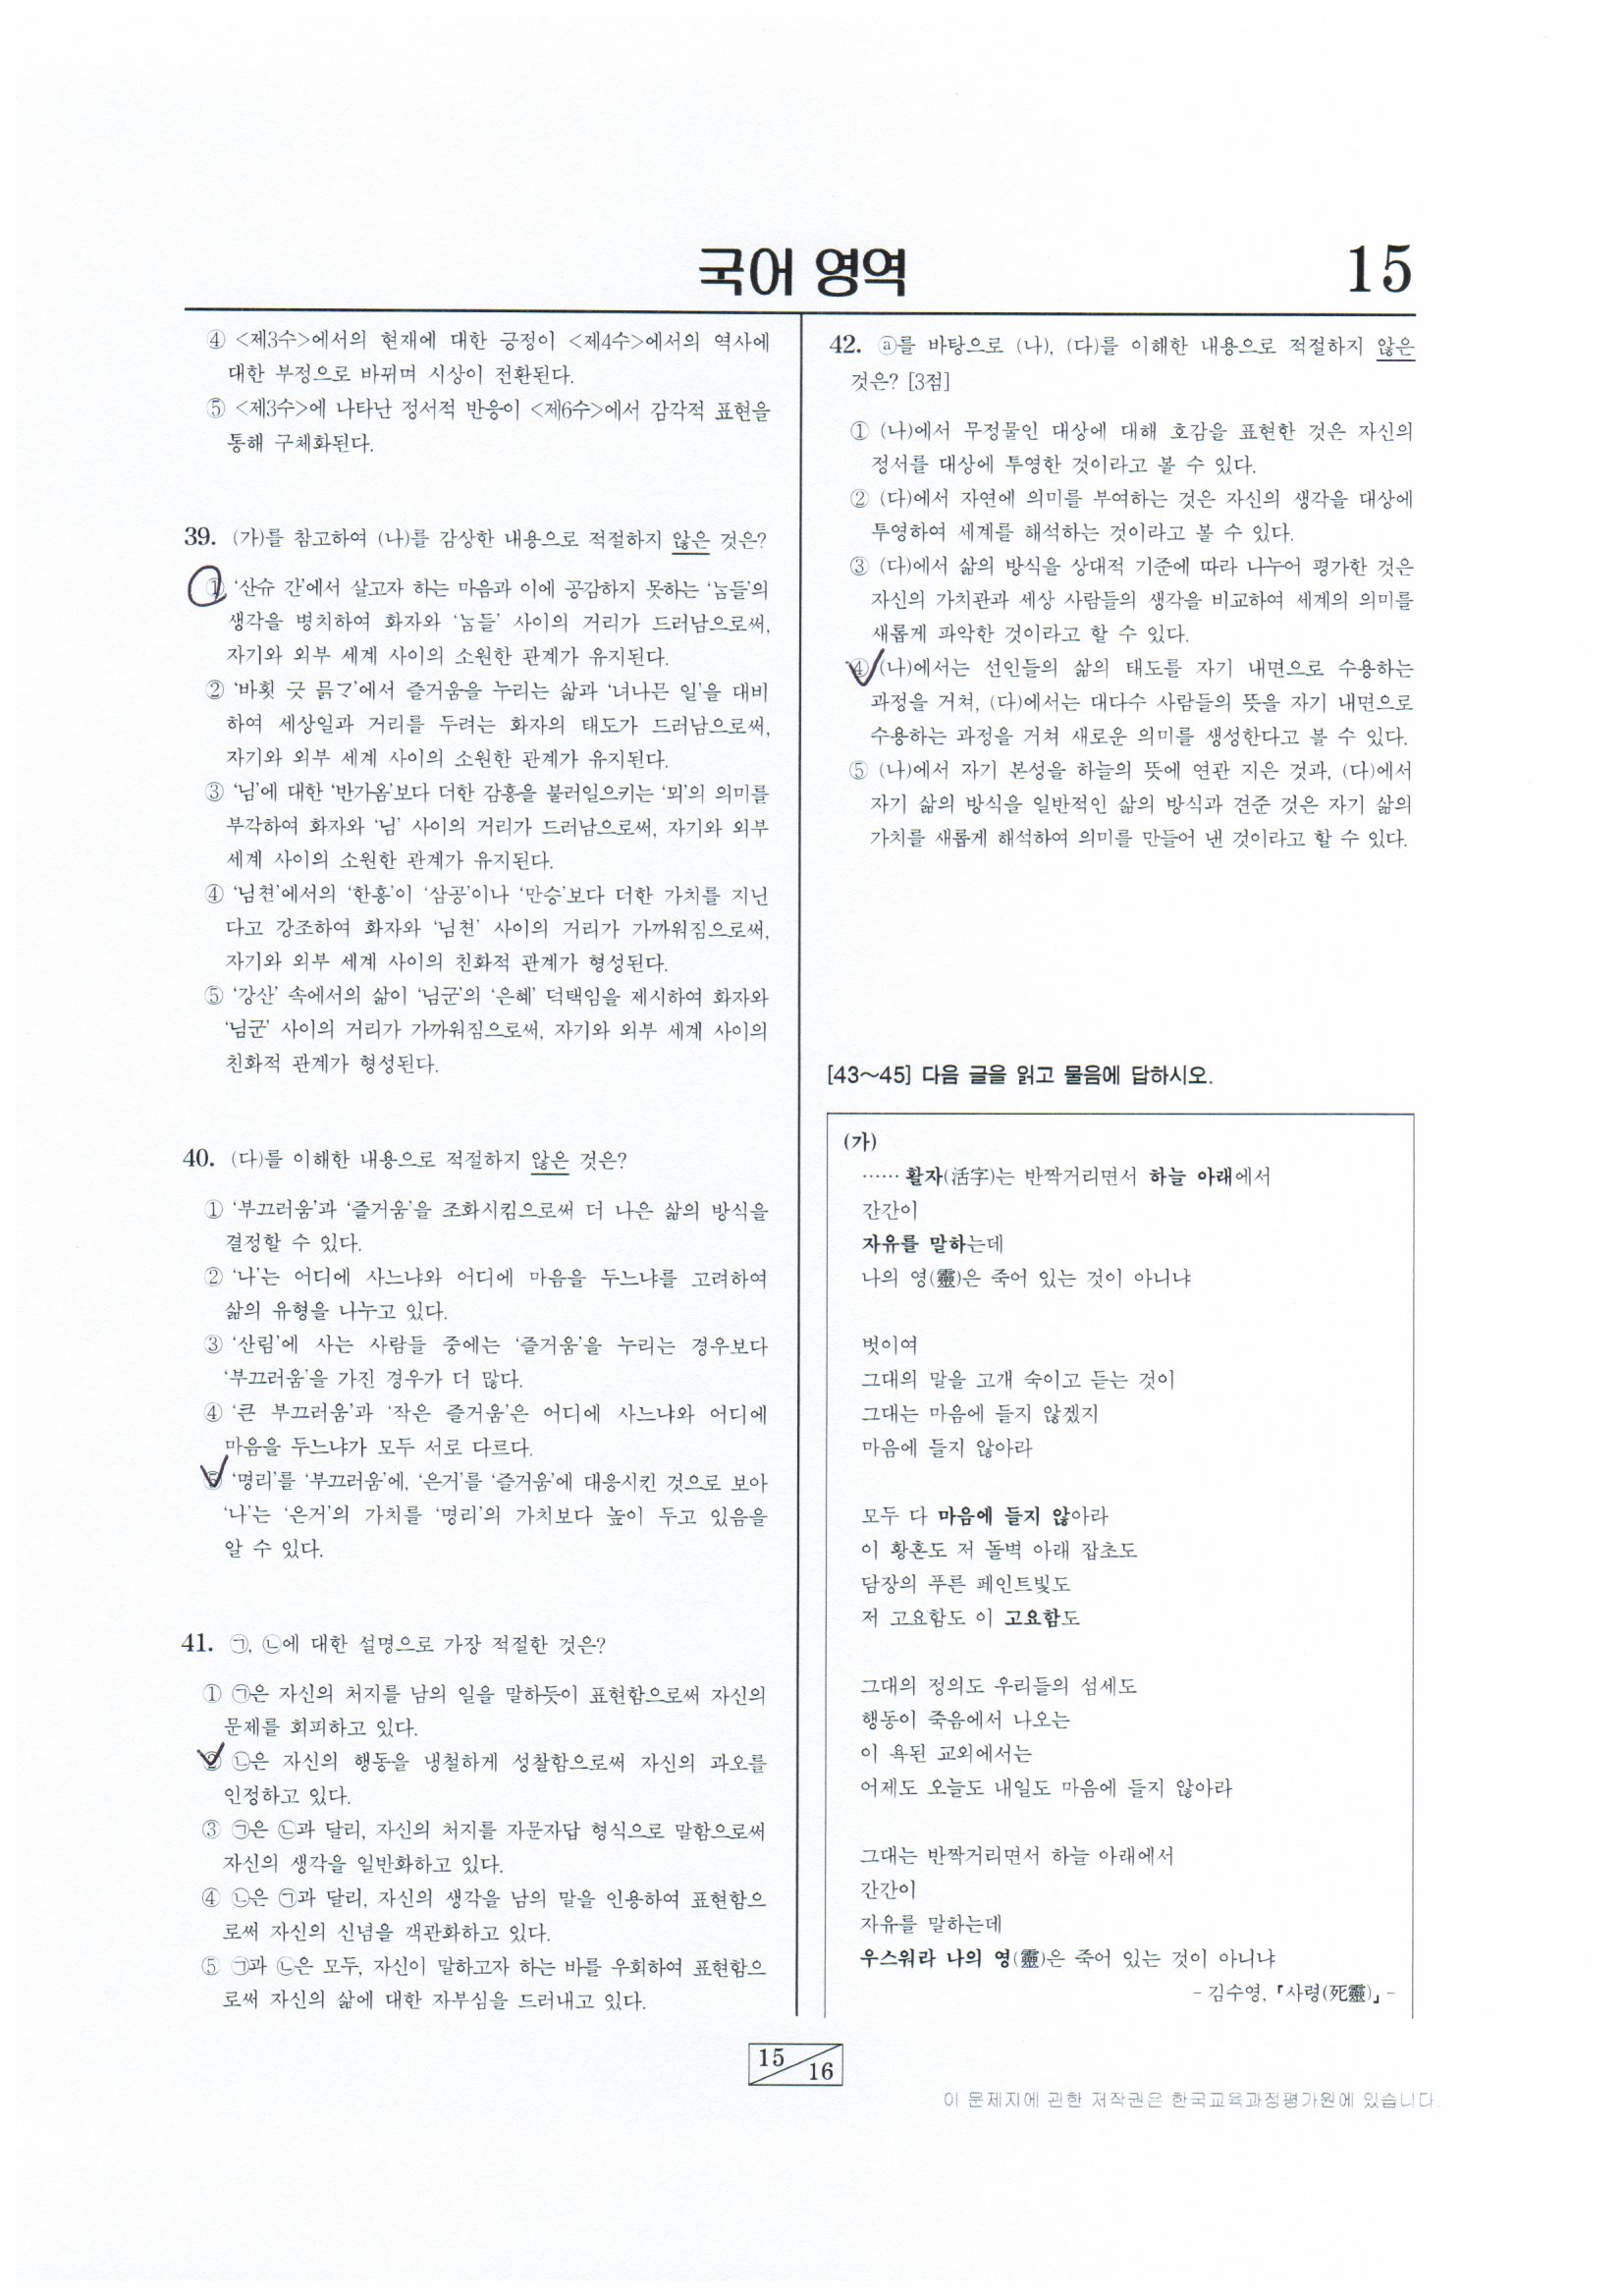 국어 영역
15
④ <제3수>에서의 현재에 대한 긍정이 <제4수>에서의 역사에
대한 부정으로 바뀌며 시상이 전환된다.
⑤ <제3수>에 나타난 정서적 반응이 <제6수>에서 감각적 표현을
통해 구체화된다.
39. (가)를 참고하여 (나)를 감상한 내용으로 적절하지 않은 것은?
① ‘산슈 간’에서 살고자 하는 마음과 이에 공감하지 못하는 ‘ᄂᆞᆷ들’의
생각을 병치하여 화자와 ‘ᄂᆞᆷ들’ 사이의 거리가 드러남으로써,
자기와 외부 세계 사이의 소원한 관계가 유지된다.
② ‘바횟 긋 믉ᄀᆞ’에서 즐거움을 누리는 삶과 ‘녀나믄 일’을 대비
하여 세상일과 거리를 두려는 화자의 태도가 드러남으로써,
자기와 외부 세계 사이의 소원한 관계가 유지된다.
③ ‘님’에 대한 ‘반가옴’보다 더한 감흥을 불러일으키는 ‘뫼’의 의미를
부각하여 화자와 ‘님’ 사이의 거리가 드러남으로써, 자기와 외부
세계 사이의 소원한 관계가 유지된다.
④ ‘님쳔’에서의 ‘한흥’이 ‘삼공’이나 ‘만승’보다 더한 가치를 지닌
다고 강조하여 화자와 ‘님쳔’ 사이의 거리가 가까워짐으로써,
자기와 외부 세계 사이의 친화적 관계가 형성된다.
⑤ ‘강산’ 속에서의 삶이 ‘님군’의 ‘은혜’ 덕택임을 제시하여 화자와
‘님군’ 사이의 거리가 가까워짐으로써, 자기와 외부 세계 사이의
친화적 관계가 형성된다.
40. (다)를 이해한 내용으로 적절하지 않은 것은?
① ‘부끄러움’과 ‘즐거움’을 조화시킴으로써 더 나은 삶의 방식을
결정할 수 있다.
② ‘나’는 어디에 사느냐와 어디에 마음을 두느냐를 고려하여
삶의 유형을 나누고 있다.
③ ‘산림’에 사는 사람들 중에는 ‘즐거움’을 누리는 경우보다
‘부끄러움’을 가진 경우가 더 많다.
④ ‘큰 부끄러움’과 ‘작은 즐거움’은 어디에 사느냐와 어디에
마음을 두느냐가 모두 서로 다르다.
⑤ ‘명리’를 ‘부끄러움’에, ‘은거’를 ‘즐거움’에 대응시킨 것으로 보아
‘나’는 ‘은거’의 가치를 ‘명리’의 가치보다 높이 두고 있음을
알 수 있다.
41. ㉠, ㉡에 대한 설명으로 가장 적절한 것은?
① ㉠은 자신의 처지를 남의 일을 말하듯이 표현함으로써 자신의
문제를 회피하고 있다.
② ㉡은 자신의 행동을 냉철하게 성찰함으로써 자신의 과오를
인정하고 있다.
③ ㉠은 ㉡과 달리, 자신의 처지를 자문자답 형식으로 말함으로써
자신의 생각을 일반화하고 있다.
④ ㉡은 ㉠과 달리, 자신의 생각을 남의 말을 인용하여 표현함으
로써 자신의 신념을 객관화하고 있다.
⑤ ㉠과 ㉡은 모두, 자신이 말하고자 하는 바를 우회하여 표현함으
로써 자신의 삶에 대한 자부심을 드러내고 있다.
42. ⓐ를 바탕으로 (나), (다)를 이해한 내용으로 적절하지 않은
것은? [3점]
① (나)에서 무정물인 대상에 대해 호감을 표현한 것은 자신의
정서를 대상에 투영한 것이라고 볼 수 있다.
② (다)에서 자연에 의미를 부여하는 것은 자신의 생각을 대상에
투영하여 세계를 해석하는 것이라고 볼 수 있다.
③ (다)에서 삶의 방식을 상대적 기준에 따라 나누어 평가한 것은
자신의 가치관과 세상 사람들의 생각을 비교하여 세계의 의미를
새롭게 파악한 것이라고 할 수 있다.
④ (나)에서는 선인들의 삶의 태도를 자기 내면으로 수용하는
과정을 거쳐, (다)에서는 대다수 사람들의 뜻을 자기 내면으로
수용하는 과정을 거쳐 새로운 의미를 생성한다고 볼 수 있다.
⑤ (나)에서 자기 본성을 하늘의 뜻에 연관 지은 것과, (다)에서
자기 삶의 방식을 일반적인 삶의 방식과 견준 것은 자기 삶의
가치를 새롭게 해석하여 의미를 만들어 낸 것이라고 할 수 있다.
[43~45] 다음 글을 읽고 물음에 답하시오.
(가)
…… 활자(活字)는 반짝거리면서 하늘 아래에서
간간이
자유를 말하는데
나의 영(靈)은 죽어 있는 것이 아니냐
벗이여
그대의 말을 고개 숙이고 듣는 것이
그대는 마음에 들지 않겠지
마음에 들지 않아라
모두 다 마음에 들지 않아라
이 황혼도 저 돌벽 아래 잡초도
담장의 푸른 페인트빛도
저 고요함도 이 고요함도
그대의 정의도 우리들의 섬세도
행동이 죽음에서 나오는
이 욕된 교외에서는
어제도 오늘도 내일도 마음에 들지 않아라
그대는 반짝거리면서 하늘 아래에서
간간이
자유를 말하는데
우스워라 나의 영(靈)은 죽어 있는 것이 아니냐
- 김수영, 「사령(死靈)」 -
15
16
이 문제지에 관한 저작권은 한국교육과정평가원에 있습니다.